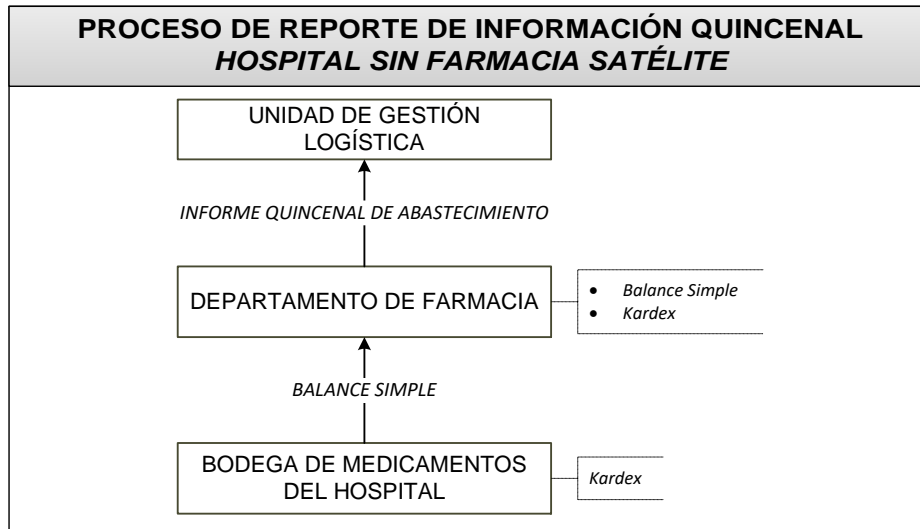 PROCESO DE REPORTE DE INFORMACIÓN QUINCENAL
HOSPITAL SIN FARMACIA SATÉLITE
UNIDAD DE GESTIÓN
LOGÍSTICA
INFORME QUINCENAL DE ABASTECIMIENTO
DEPARTAMENTO DE FARMACIA
• Balance Simple
• Kardex
BALANCE SIMPLE
BODEGA DE MEDICAMENTOS
DEL HOSPITAL
Kardex